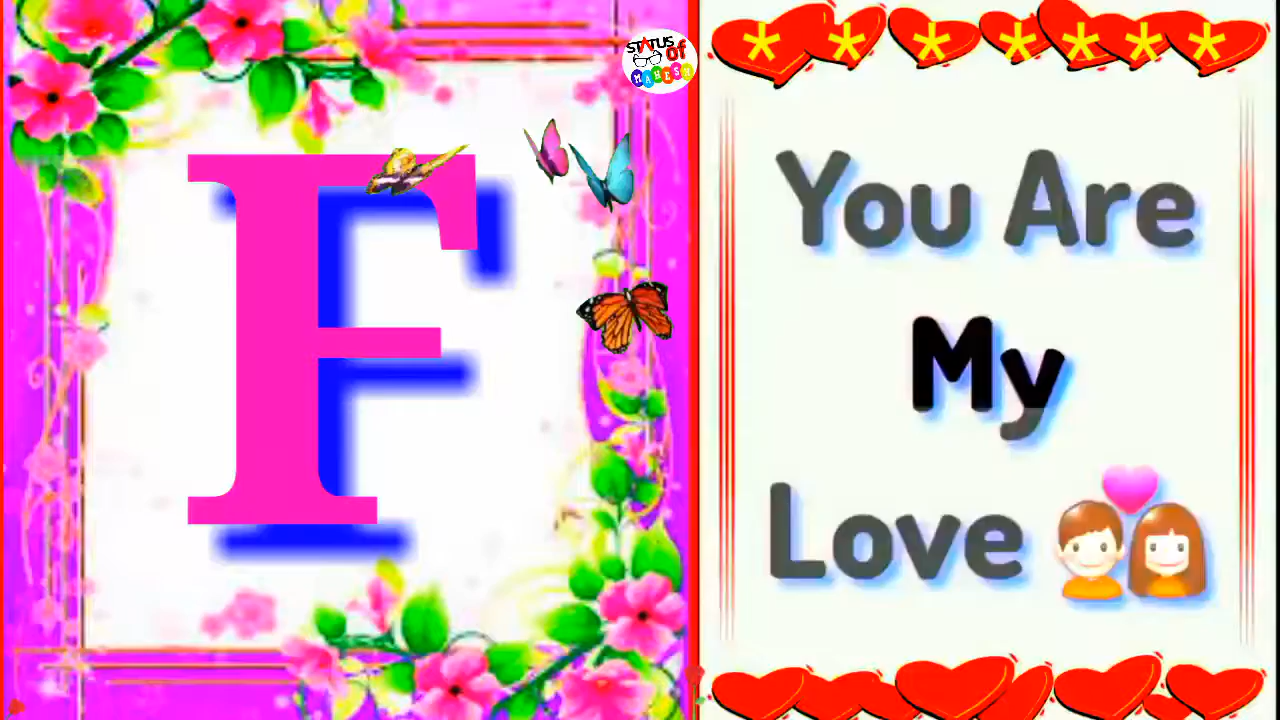 F
STATUS
of
MAHESH
*******
You Are
My
Love